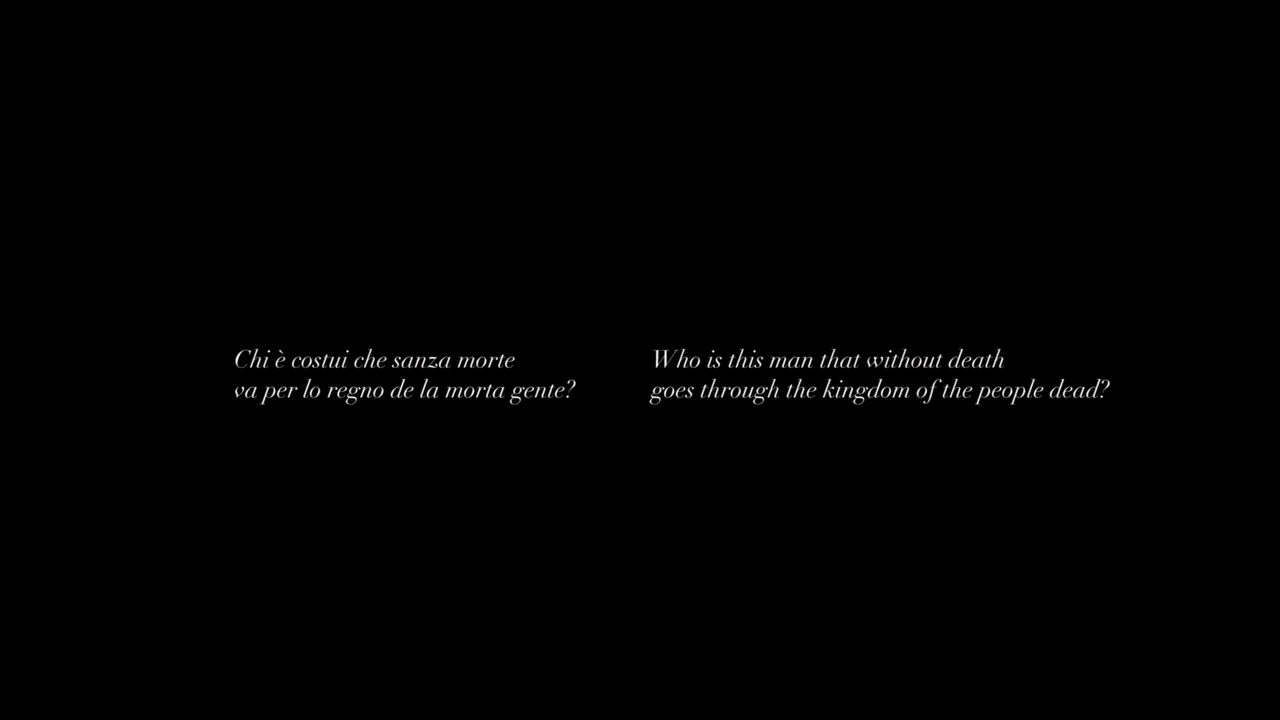 Chi è costui che sanza morte
va per lo regno de la morta gente?
Who is this man that without death
goes through the kingdom of the people dead?